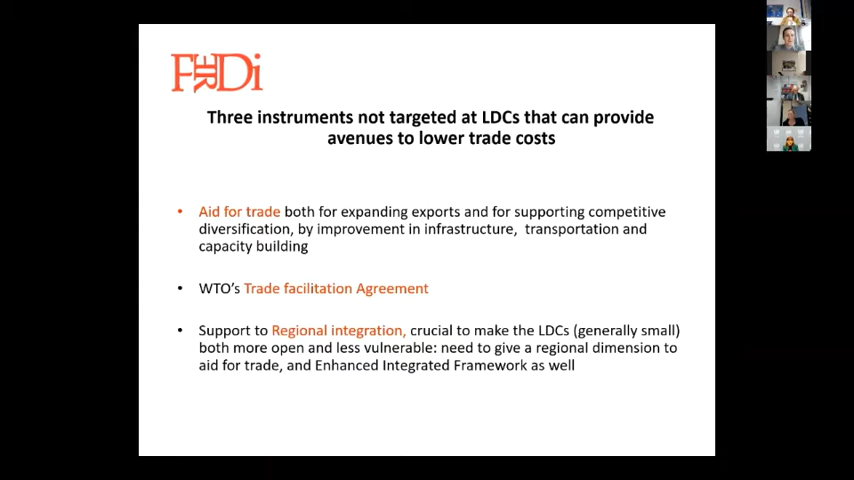 FERDi
Three instruments not targeted at LDCs that can provide
avenues to lower trade costs
• Aid for trade both for expanding exports and for supporting competitive
diversification, by improvement in infrastructure, transportation and
capacity building
• WTO's Trade facilitation Agreement
• Support to Regional integration, crucial to make the LDCs (generally small)
both more open and less vulnerable: need to give a regional dimension to
aid for trade, and Enhanced Integrated Framework as well